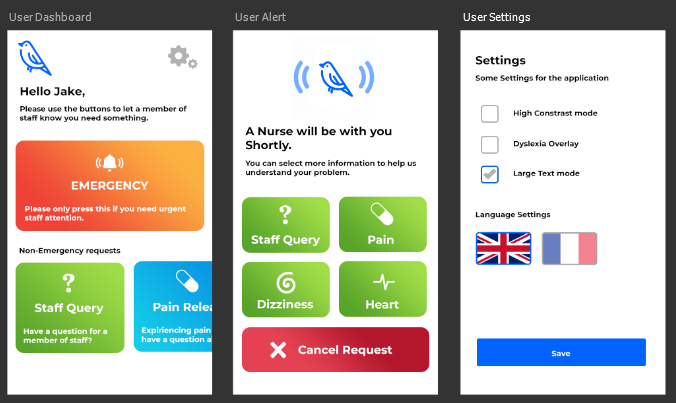 User Dashboard
Hello Jake,
Please use the buttons to let a member of
staff know you need something.
EMERGENCY
Please only press this if you need urgent
staff attention.
Non-Emergency requests
Staff Query
Have a question for a
member of staff?
Pain Relea
Expiriencing pain
have a question a
User Alert
A Nurse will be with you
Shortly.
You can select more information to help us
understand your problem.
Staff Query
Pain
Dizziness
Heart
Cancel Request
User Settings
Settings
Some Settings for the application
High Constrast mode
Dyslexia Overlay
Large Text mode
Language Settings
Save